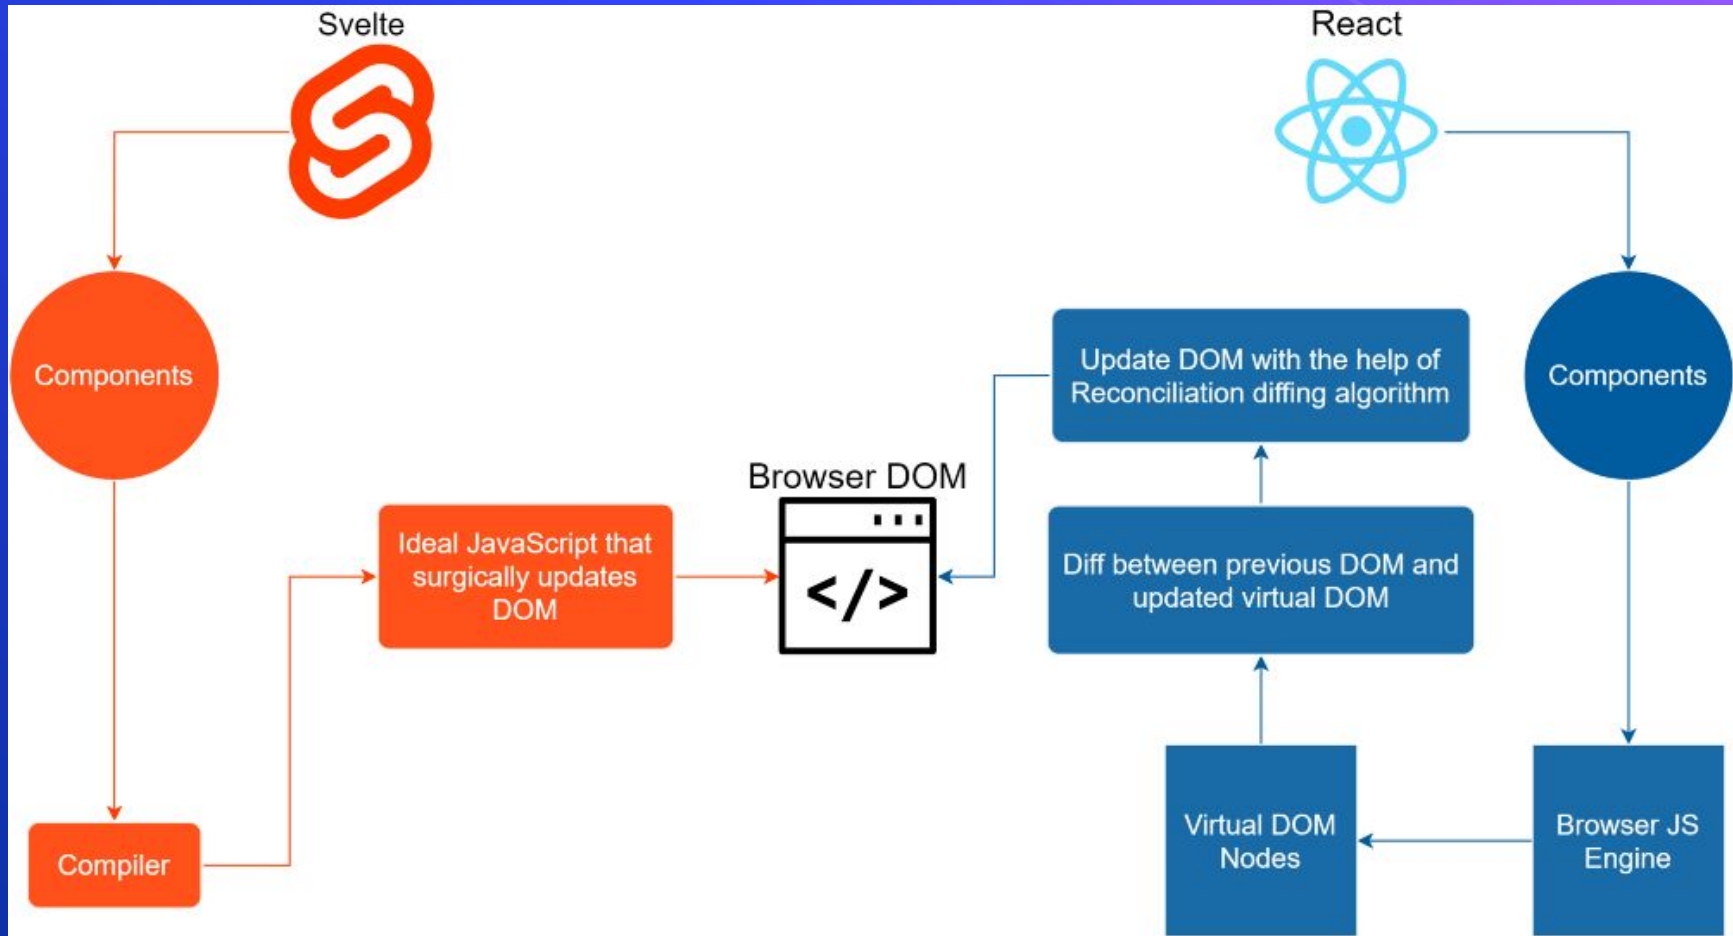 Svelte
React
Components
Update DOM with the help of
Reconciliation diffing algorithm
Components
Browser DOM
Ideal JavaScript that
surgically updates
DOM
</>
Diff between previous DOM and
updated virtual DOM
Compiler
Virtual DOM
Nodes
Browser JS
Engine